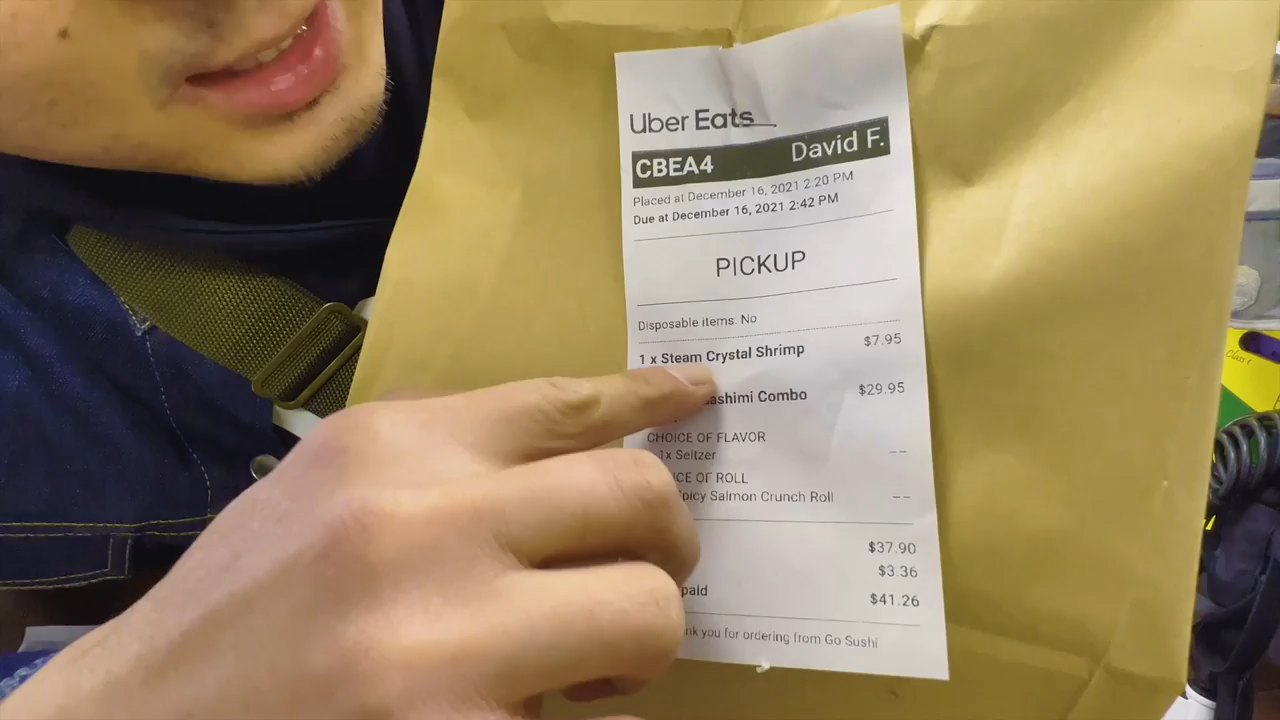 Uber Eats
CBEA4 David F.
Placed at December 16, 2021 2:20 PM
Due at December 16, 2021 2:42 PM
PICKUP
Disposable items: No
1 x Steam Crystal Shrimp $7.95
ashimi Combo $29.95
CHOICE OF FLAVOR
1x Seltzer --
ICE OF ROLL
Spicy Salmon Crunch Roll --
$37.90
$3.36
paid $41.26
nk you for ordering from Go Sushi
Class 1